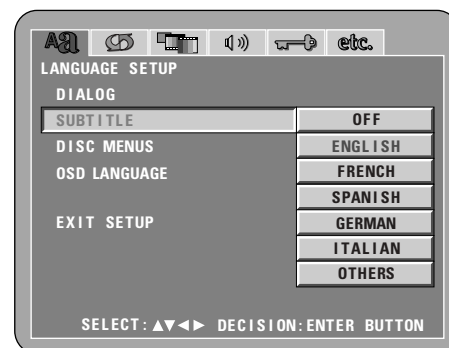 Aa etc.
LANGUAGE SETUP
DIALOG
SUBTITLE OFF
DISC MENUS ENGLISH
OSD LANGUAGE FRENCH
SPANISH
EXIT SETUP GERMAN
ITALIAN
OTHERS
SELECT:▲▼◀▶ DECISION:ENTER BUTTON